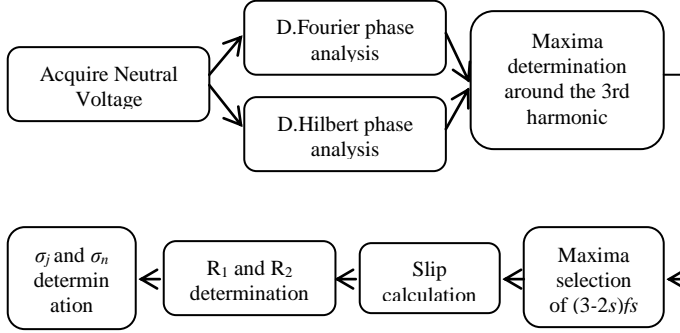 Acquire Neutral
Voltage
D.Fourier phase
analysis
D.Hilbert phase
analysis
Maxima
determination
around the 3rd
harmonic
σj and σn
determin
ation
R1 and R2
determination
Slip
calculation
Maxima
selection
of (3-2s)fs